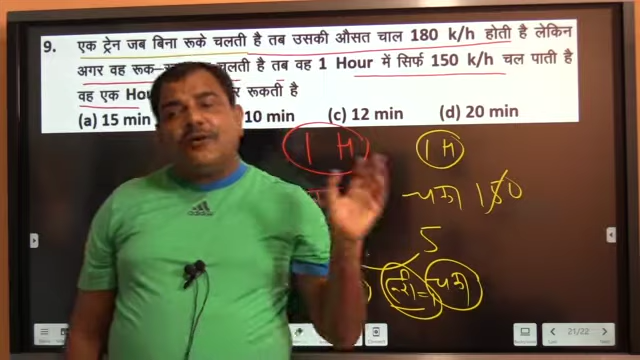 9. एक ट्रेन जब बिना रूके चलती है तब उसकी औसत चाल 180 k/h होती है लेकिन
अगर वह रूक- चलती है तब वह 1 Hour में सिर्फ 150 k/h चल पाती है
वह एक Hou र रूकती है
(a) 15 min 10 min (c) 12 min (d) 20 min
1 H 1 H
चला 180
5
चला
adidas
21/22